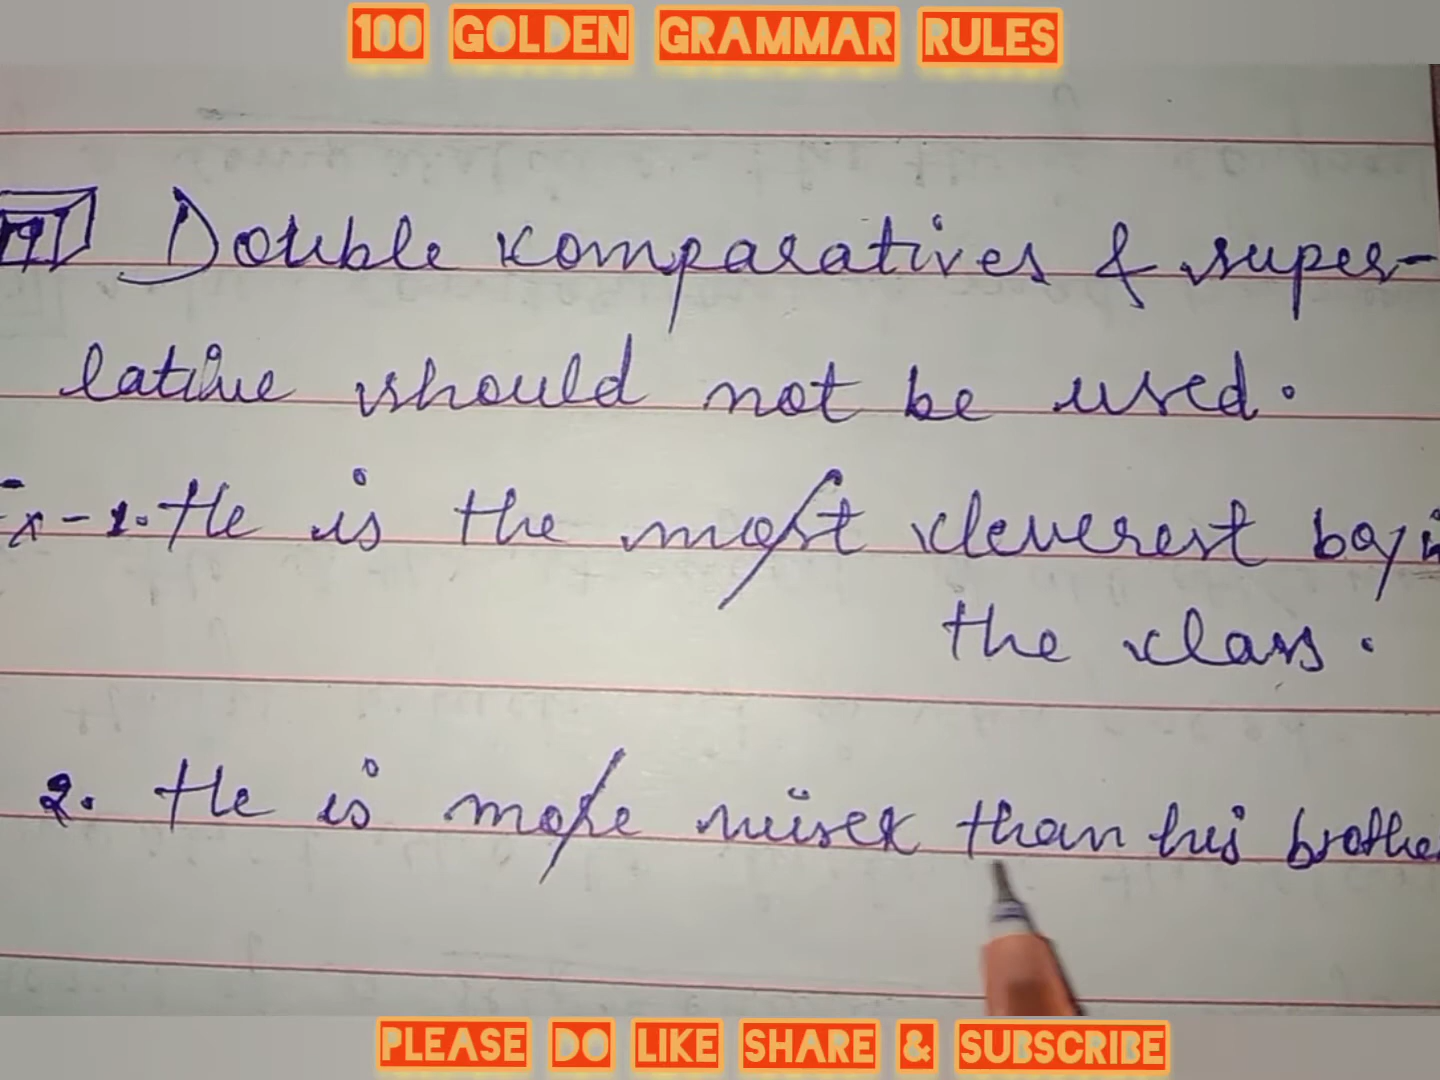 100 GOLDEN GRAMMAR RULES
Double comparatives & super-
lative should not be used.
Ex-1. He is the most cleverest boy in
the class.
2. He is more niiser than his brother
PLEASE DO LIKE SHARE & SUBSCRIBE